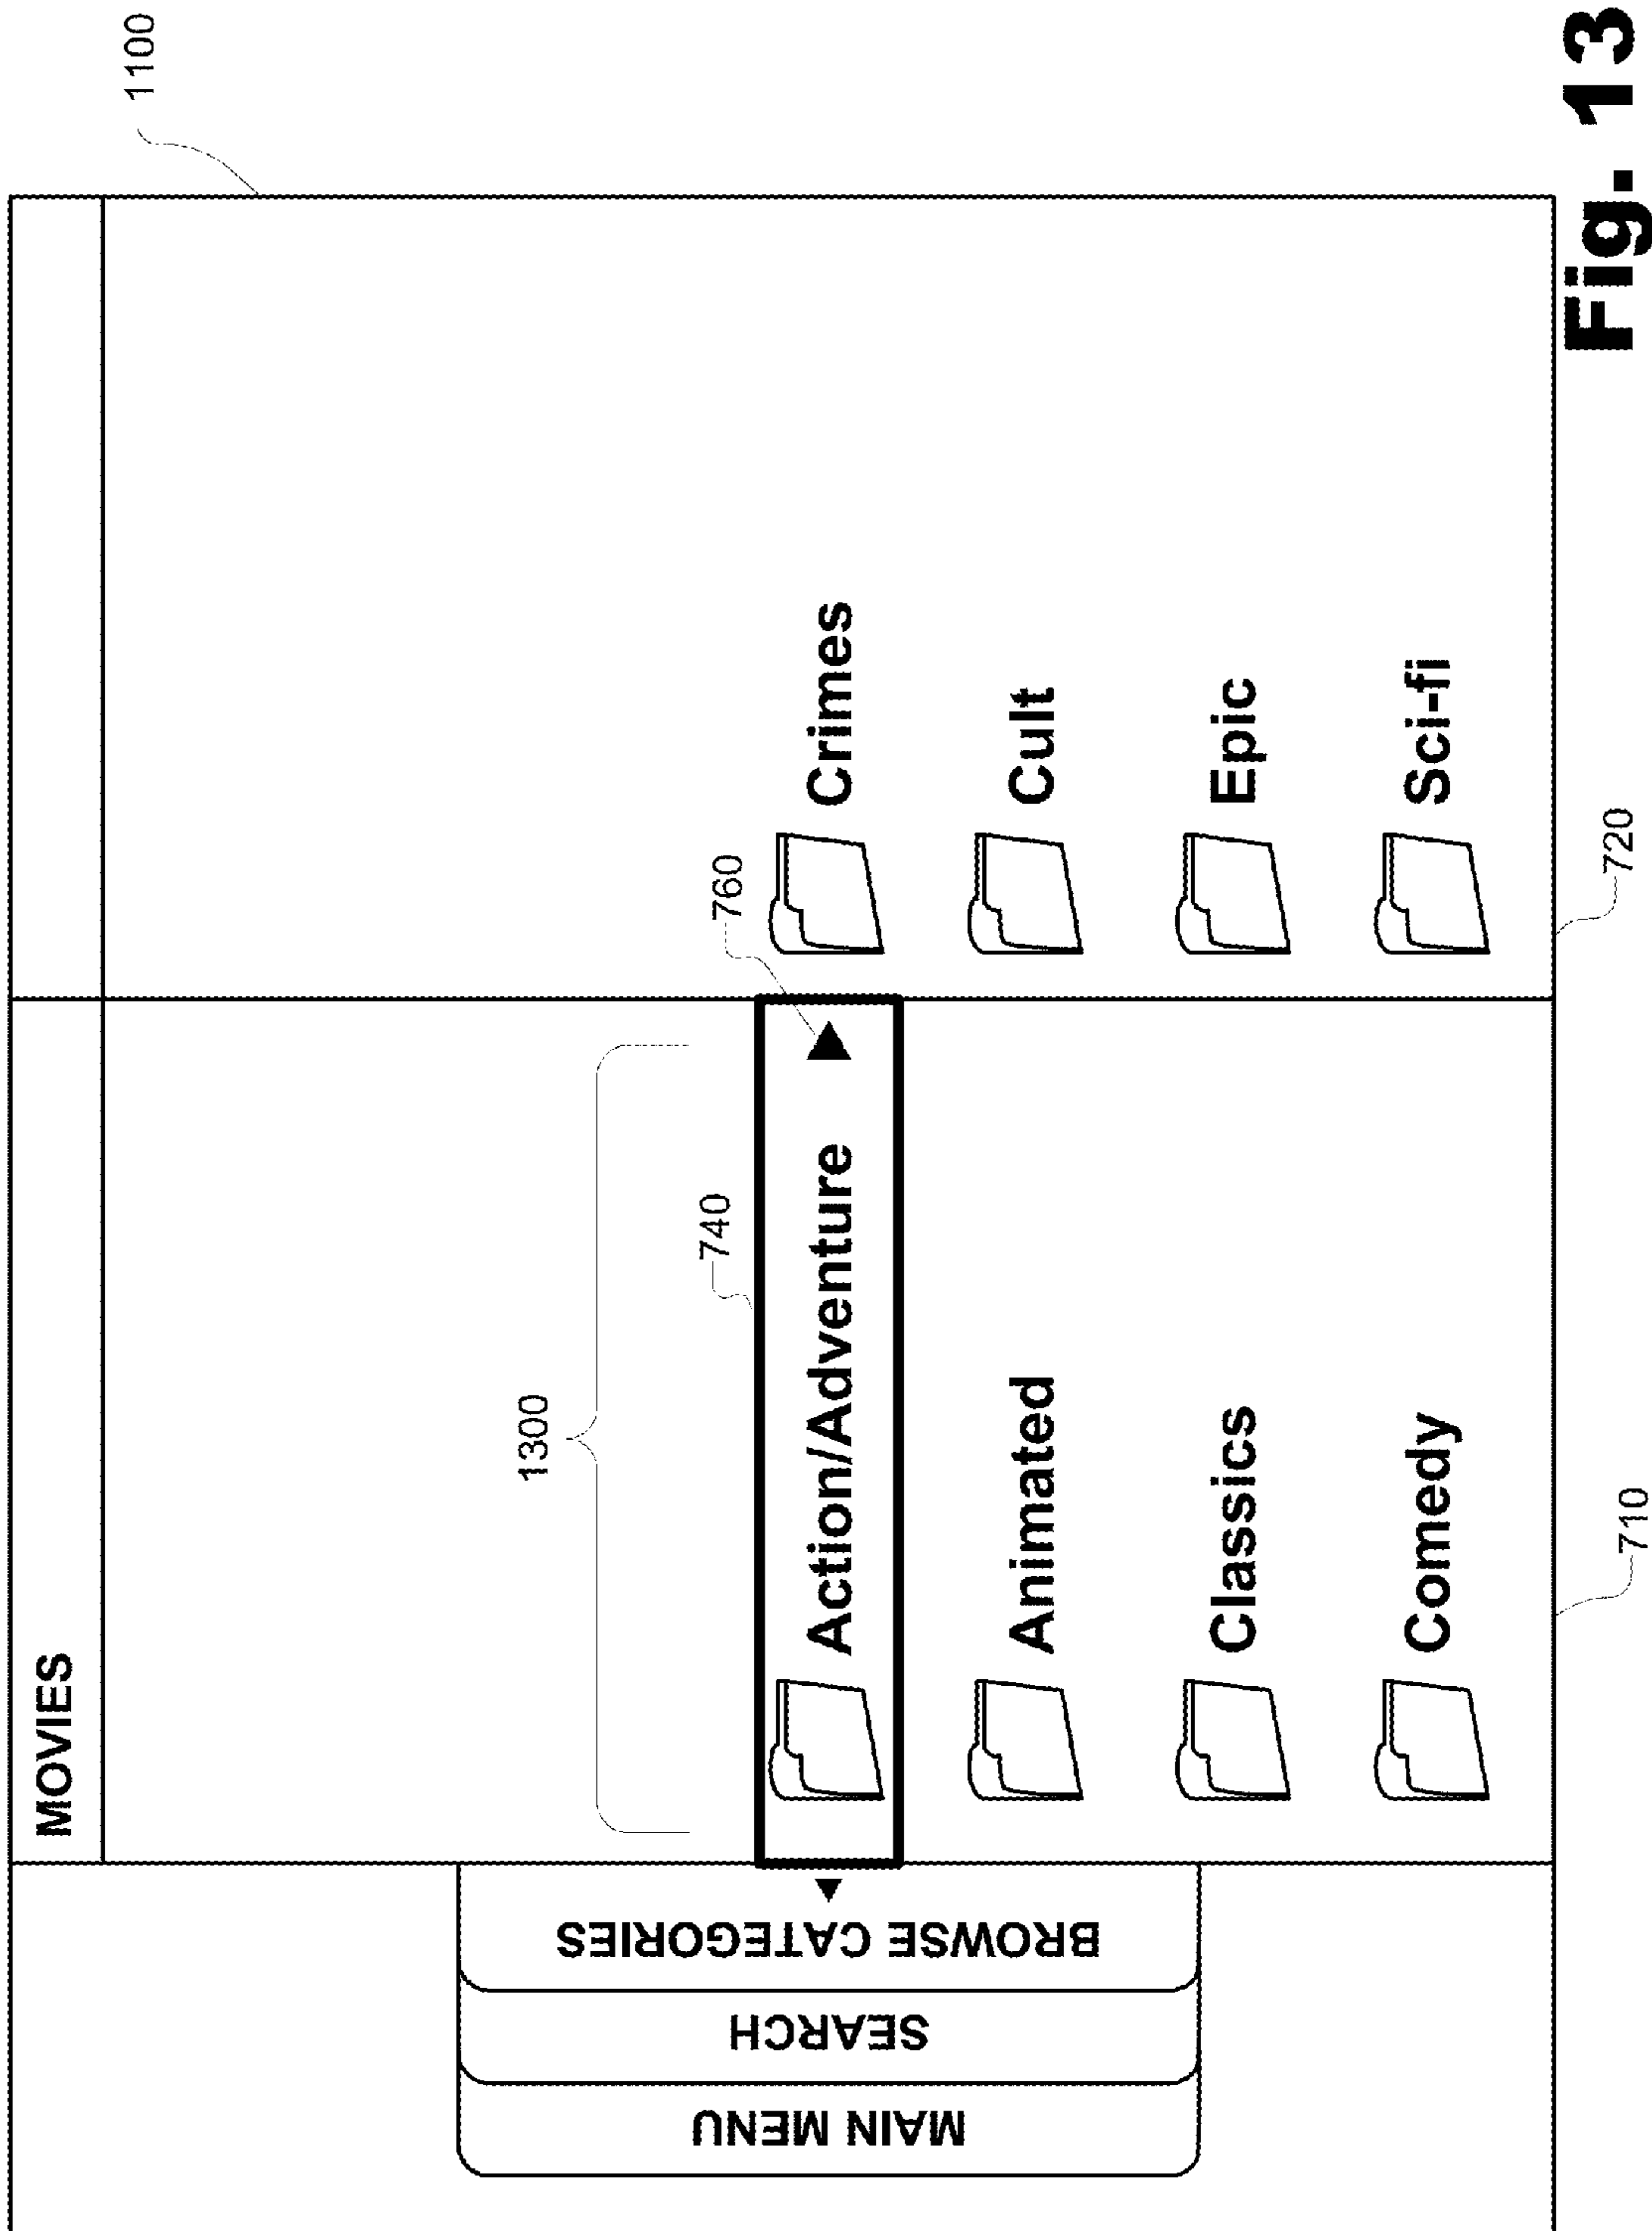 1100
MOVIES
MAIN MENU
SEARCH
BROWSE CATEGORIES
1300
740
760
Action/Adventure
Crimes
Animated
Cult
Classics
Epic
Comedy
Sci-fi
710
720
Fig. 13